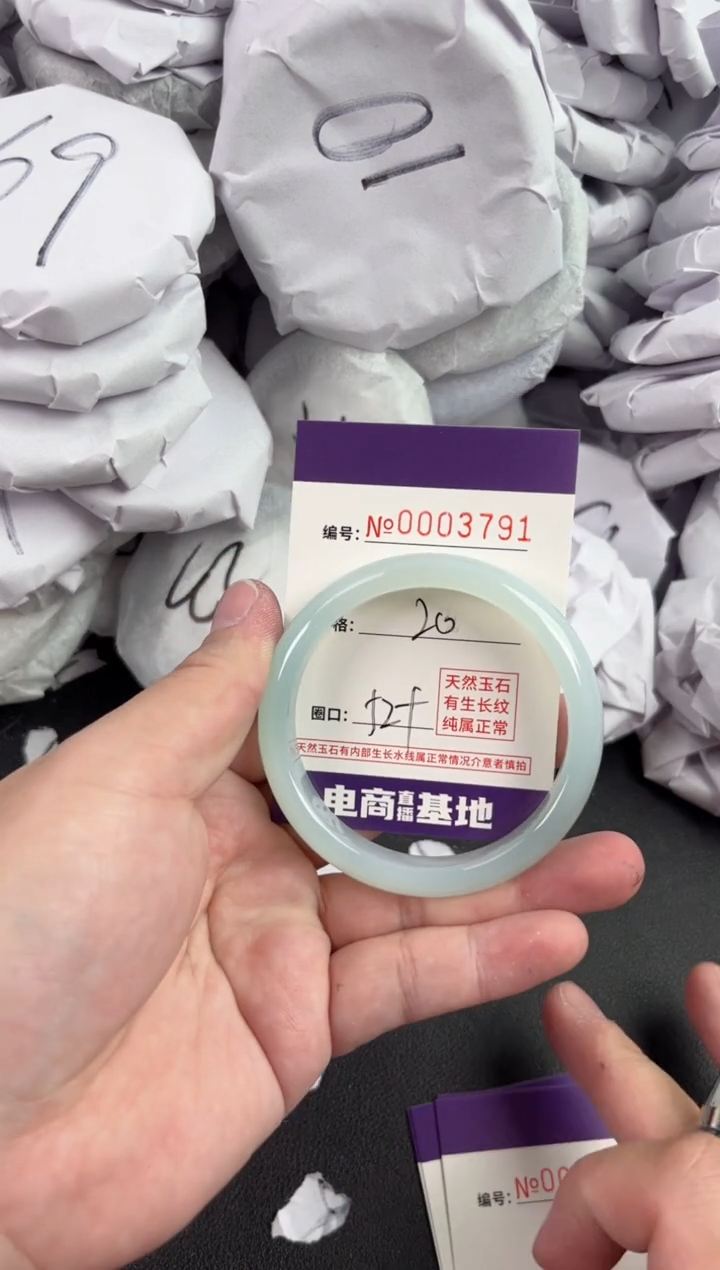 69
01
编号: №0003791
格: 20
圈口: 52+
天然玉石
有生长纹
纯属正常
天然玉石有内部生长水线属正常情况介意者慎拍
电商直播基地
编号: №00